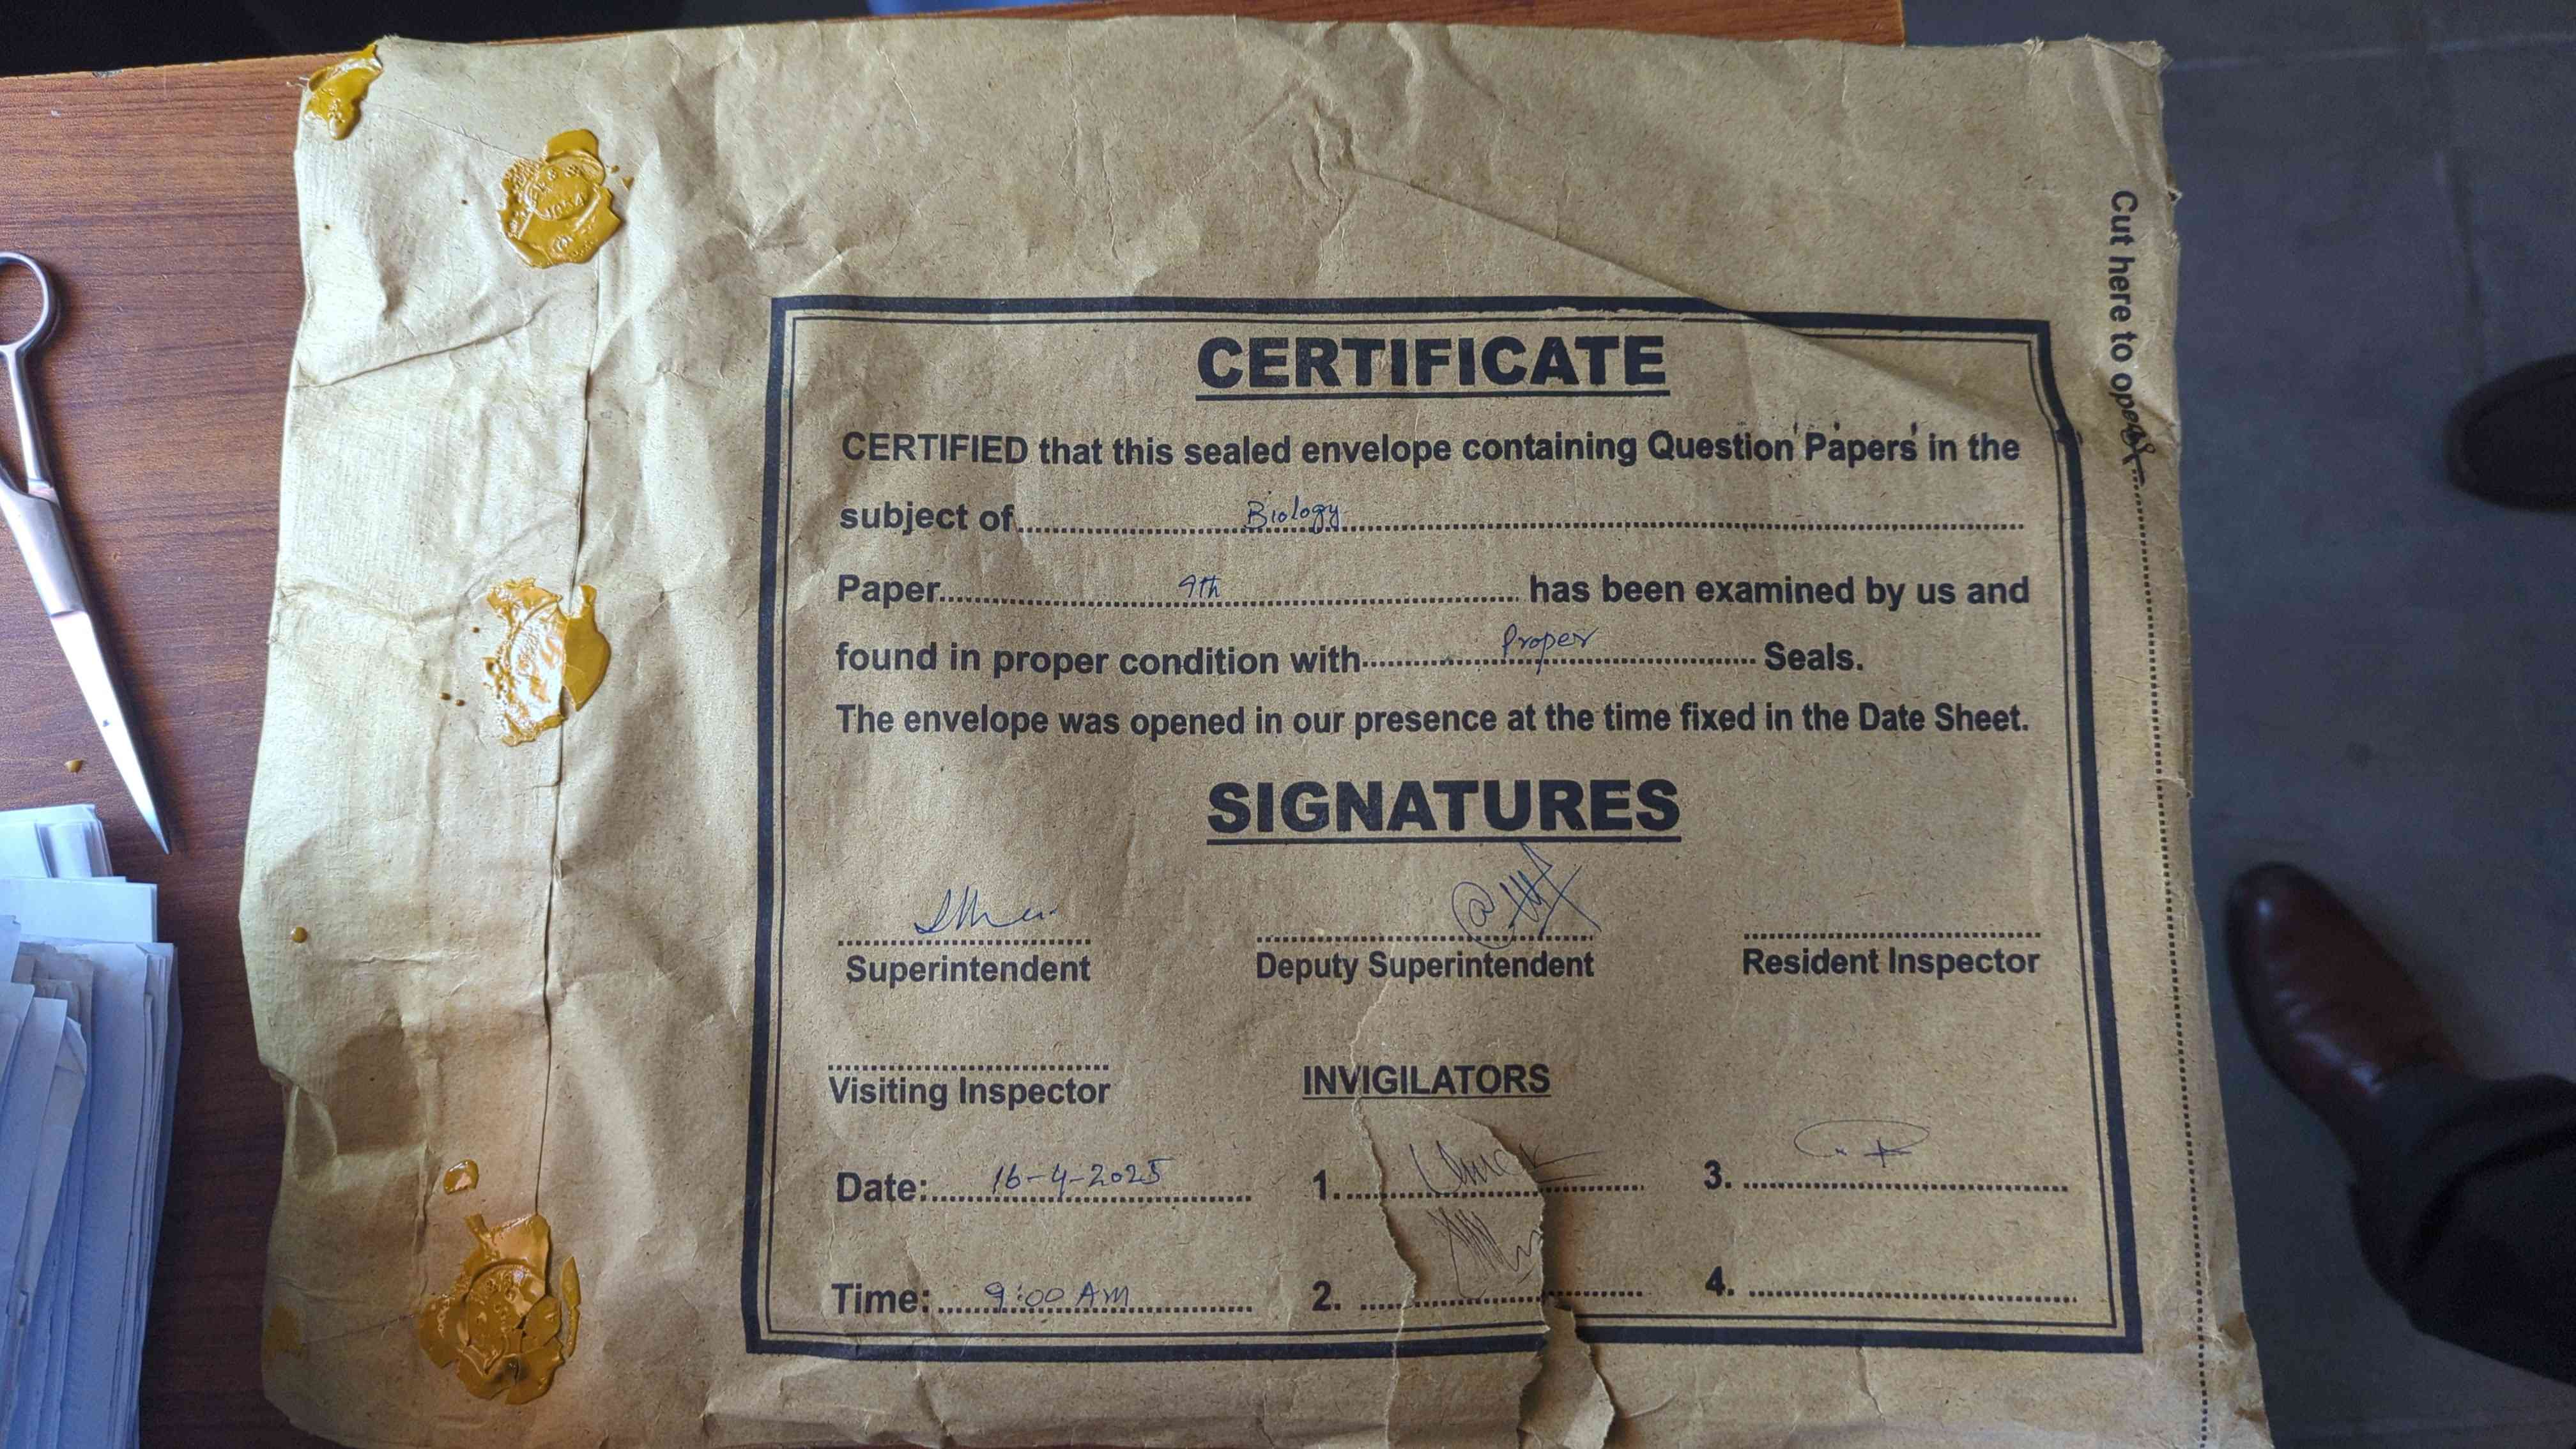 CERTIFICATE
CERTIFIED that this sealed envelope containing Question Papers in the
subject of Biology
Paper 9th has been examined by us and
found in proper condition with Proper Seals.
The envelope was opened in our presence at the time fixed in the Date Sheet.
SIGNATURES
Superintendent Deputy Superintendent Resident Inspector
Visiting Inspector INVIGILATORS
Date: 16-4-2025 1. 3.
Time: 9:00 AM 2. 4.
Cut here to open